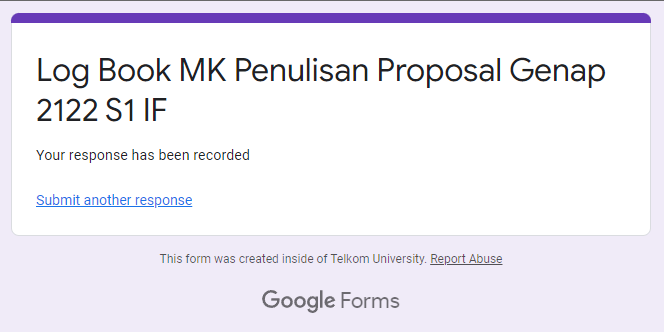 Log Book MK Penulisan Proposal Genap
2122 S1 IF
Your response has been recorded
Submit another response
This form was created inside of Telkom University. Report Abuse
Google Forms